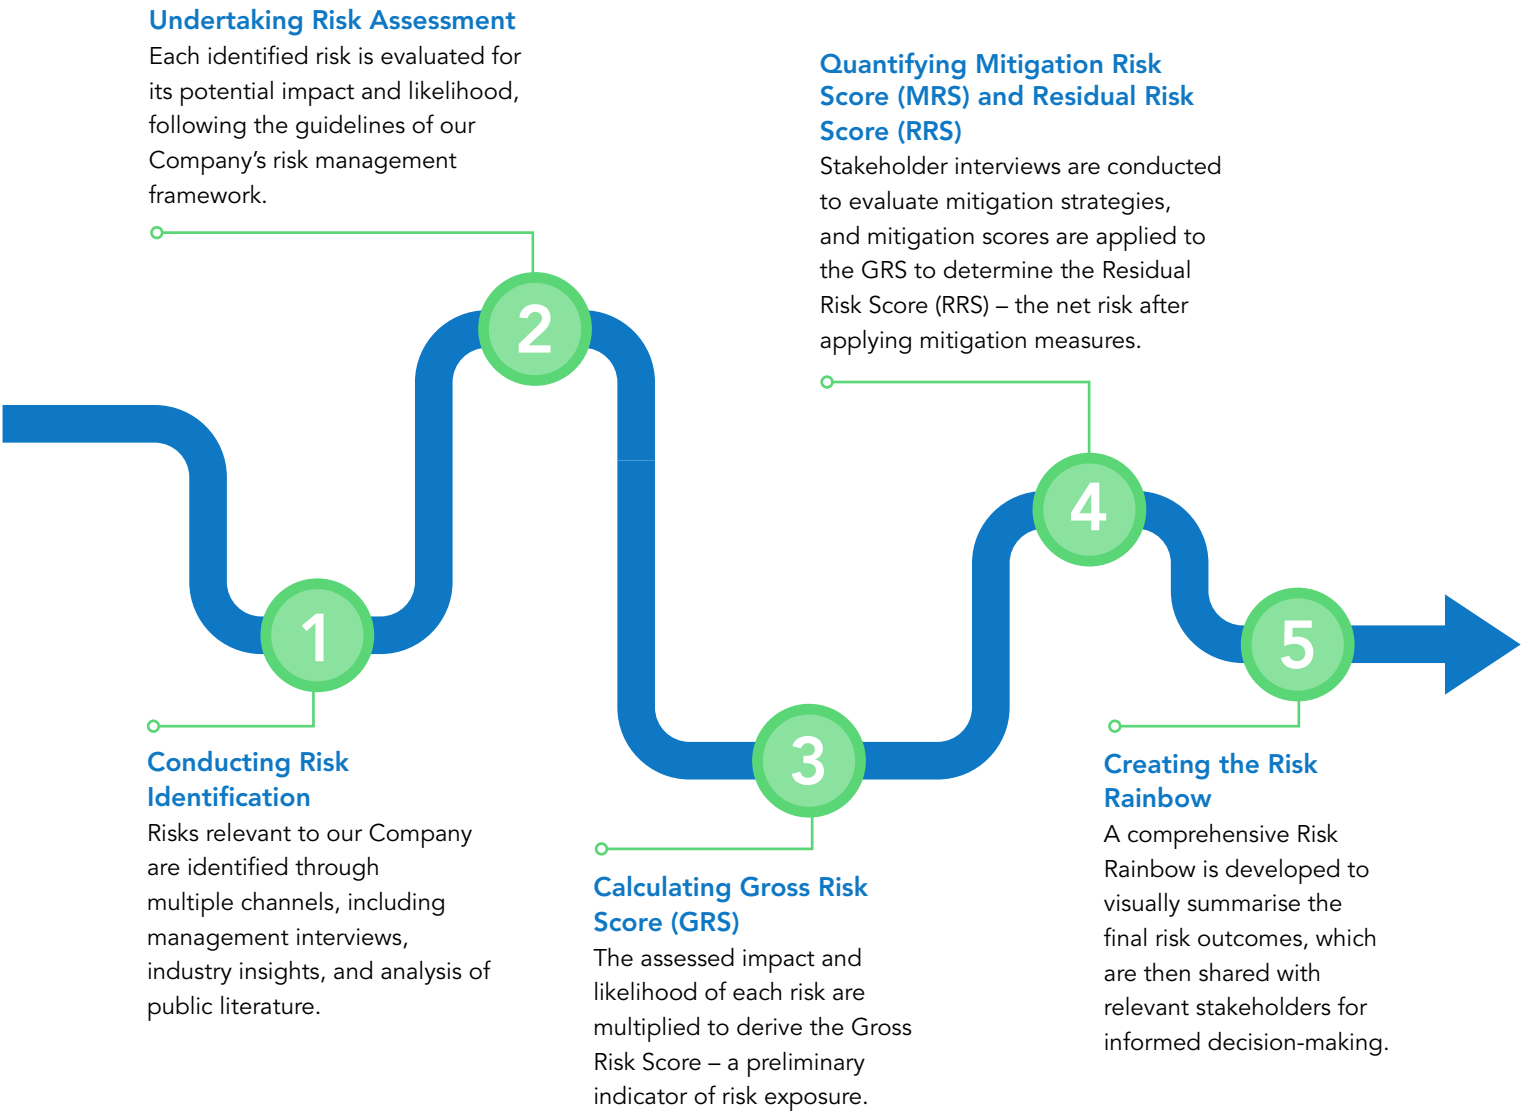 Undertaking Risk Assessment
Each identified risk is evaluated for
its potential impact and likelihood,
following the guidelines of our
Company’s risk management
framework.
Quantifying Mitigation Risk
Score (MRS) and Residual Risk
Score (RRS)
Stakeholder interviews are conducted
to evaluate mitigation strategies,
and mitigation scores are applied to
the GRS to determine the Residual
Risk Score (RRS) – the net risk after
applying mitigation measures.
2
4
1
5
3
Conducting Risk
Identification
Risks relevant to our Company
are identified through
multiple channels, including
management interviews,
industry insights, and analysis of
public literature.
Calculating Gross Risk
Score (GRS)
The assessed impact and
likelihood of each risk are
multiplied to derive the Gross
Risk Score – a preliminary
indicator of risk exposure.
Creating the Risk
Rainbow
A comprehensive Risk
Rainbow is developed to
visually summarise the
final risk outcomes, which
are then shared with
relevant stakeholders for
informed decision-making.